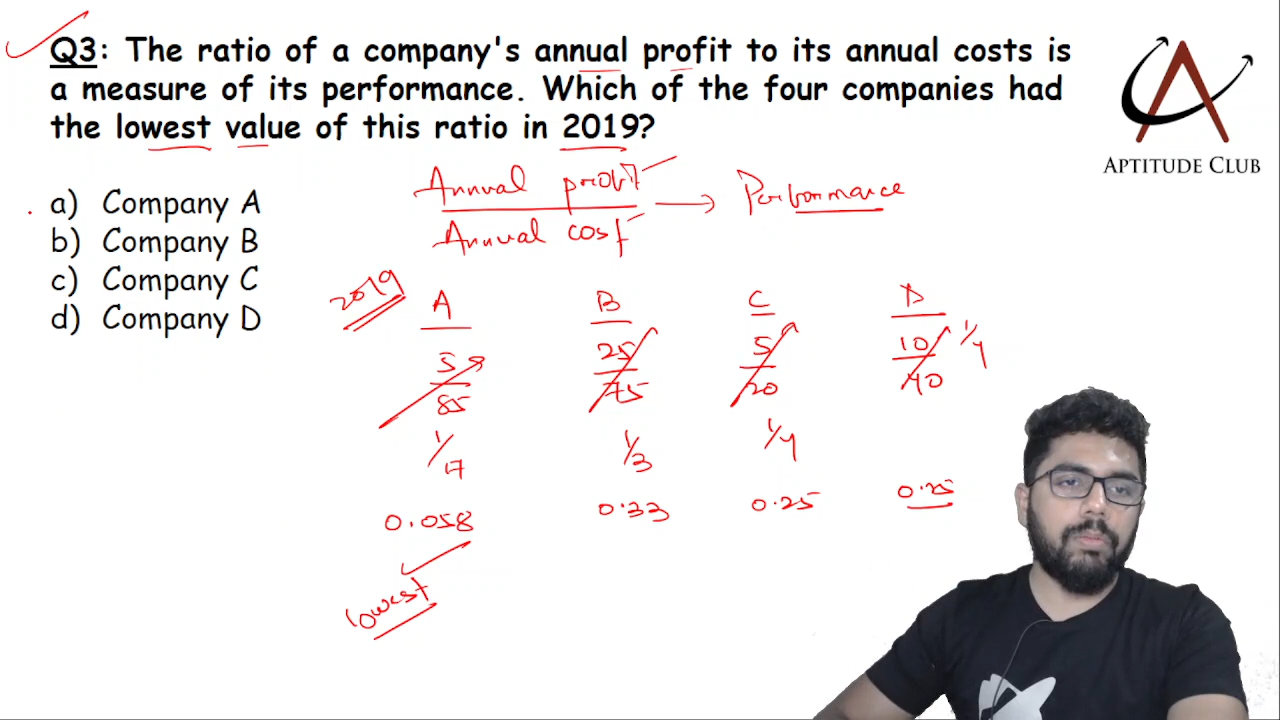 Q3: The ratio of a company's annual profit to its annual costs is
a measure of its performance. Which of the four companies had
the lowest value of this ratio in 2019?
APTITUDE CLUB
a) Company A
b) Company B
c) Company C
d) Company D
Annual profit
Annual cost
Performance
2019
A B C D
5/85 25/75 5/20 10/40 1/4
1/17 1/3 1/4
0.058 0.33 0.25 0.25
lowest